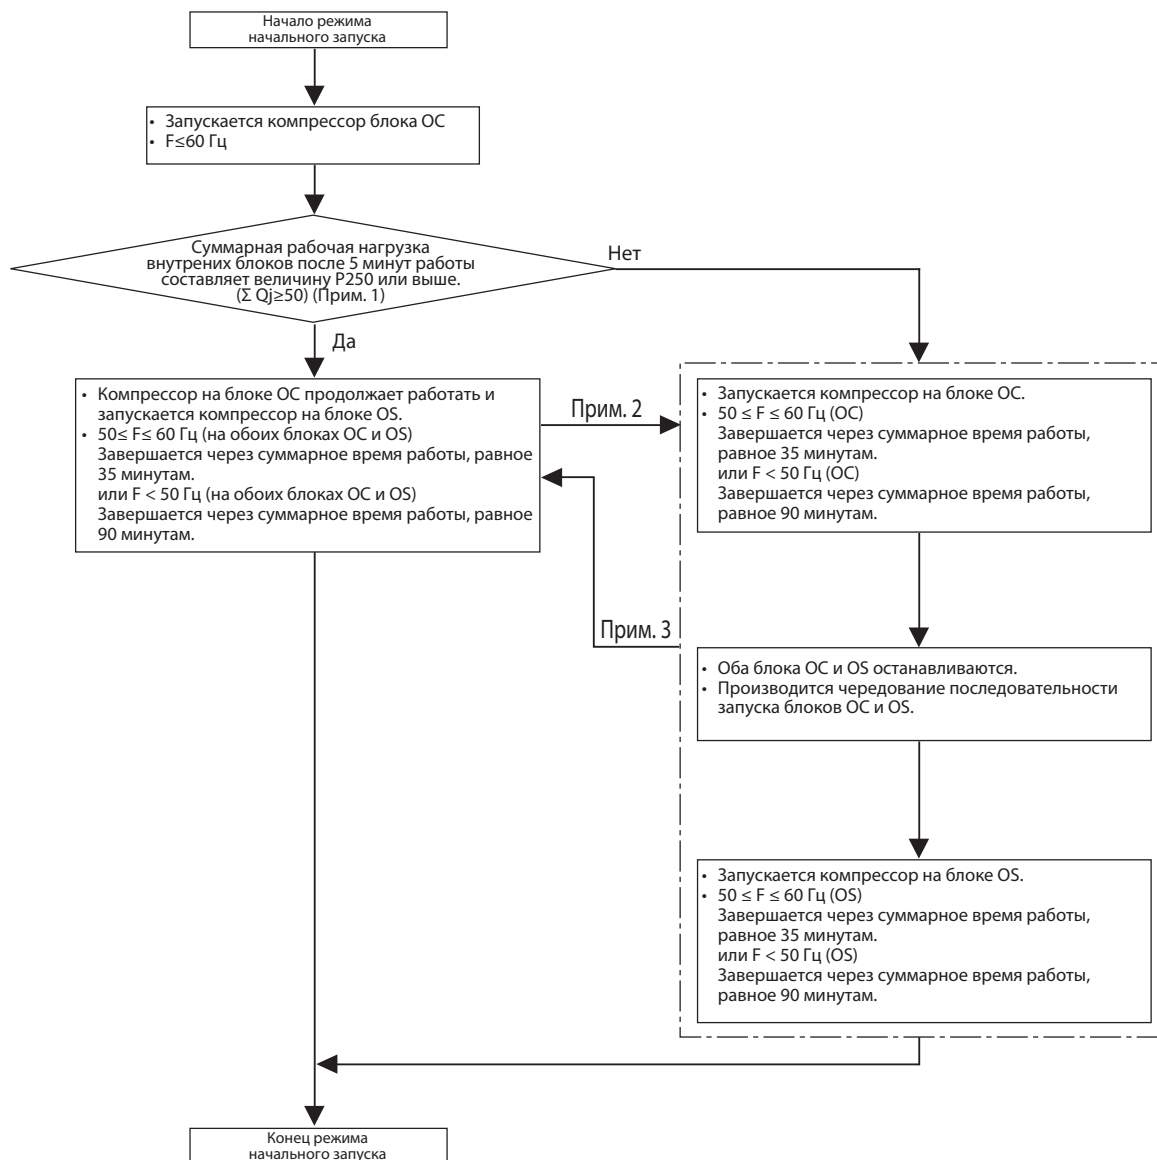 Начало режима
начального запуска
• Запускается компрессор блока OC
• F≤60 Гц
Суммарная рабочая нагрузка
внутрених блоков после 5 минут работы
составляет величину P250 или выше.
(Σ Qj≥50) (Прим. 1)
Нет
Да
• Компрессор на блоке OC продолжает работать и
запускается компрессор на блоке OS.
• 50≤ F≤ 60 Гц (на обоих блоках OC и OS)
Завершается через суммарное время работы, равное
35 минутам.
или F < 50 Гц (на обоих блоках OC и OS)
Завершается через суммарное время работы, равное
90 минутам.
Прим. 2
Прим. 3
• Запускается компрессор на блоке OC.
• 50 ≤ F ≤ 60 Гц (OC)
Завершается через суммарное время работы,
равное 35 минутам.
или F < 50 Гц (OC)
Завершается через суммарное время работы,
равное 90 минутам.
• Оба блока OC и OS останавливаются.
• Производится чередование последовательности
запуска блоков OC и OS.
• Запускается компрессор на блоке OS.
• 50 ≤ F ≤ 60 Гц (OS)
Завершается через суммарное время работы,
равное 35 минутам.
или F < 50 Гц (OS)
Завершается через суммарное время работы,
равное 90 минутам.
Конец режима
начального запуска